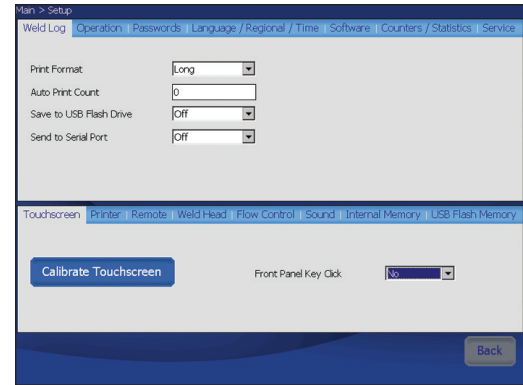 Main > Setup
Weld Log Operation Passwords Language / Regional / Time Software Counters / Statistics Service
Print Format Long
Auto Print Count 0
Save to USB Flash Drive Off
Send to Serial Port Off
Touchscreen Printer Remote Weld Head Flow Control Sound Internal Memory USB Flash Memory
Calibrate Touchscreen Front Panel Key Click No
Back